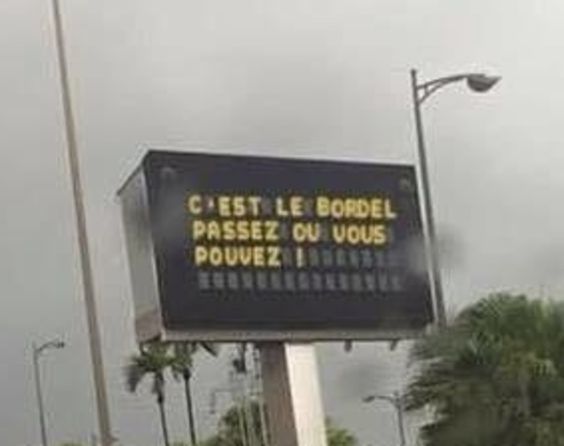 C'EST LE BORDEL
PASSEZ OU VOUS
POUVEZ !